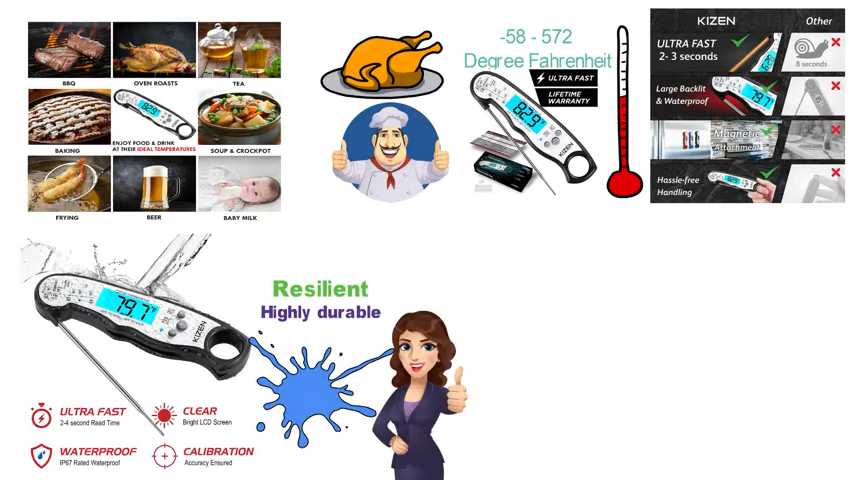 BBQ
OVEN ROASTS
TEA
BAKING
82.9
ENJOY FOOD & DRINK
AT THEIR IDEAL TEMPERATURES
SOUP & CROCKPOT
FRYING
BEER
BABY MILK
-58 - 572
Degree Fahrenheit
ULTRA FAST
LIFETIME
WARRANTY
82.9
KIZEN
KIZEN
Other
ULTRA FAST
2- 3 seconds
8 seconds
Large Backlit
& Waterproof
79.7
Magnetic
Attachment
Hassle-free
Handling
79.7°F
KIZEN
Resilient
Highly durable
ULTRA FAST
2-4 second Read Time
CLEAR
Bright LCD Screen
WATERPROOF
IP67 Rated Waterproof
CALIBRATION
Accuracy Ensured